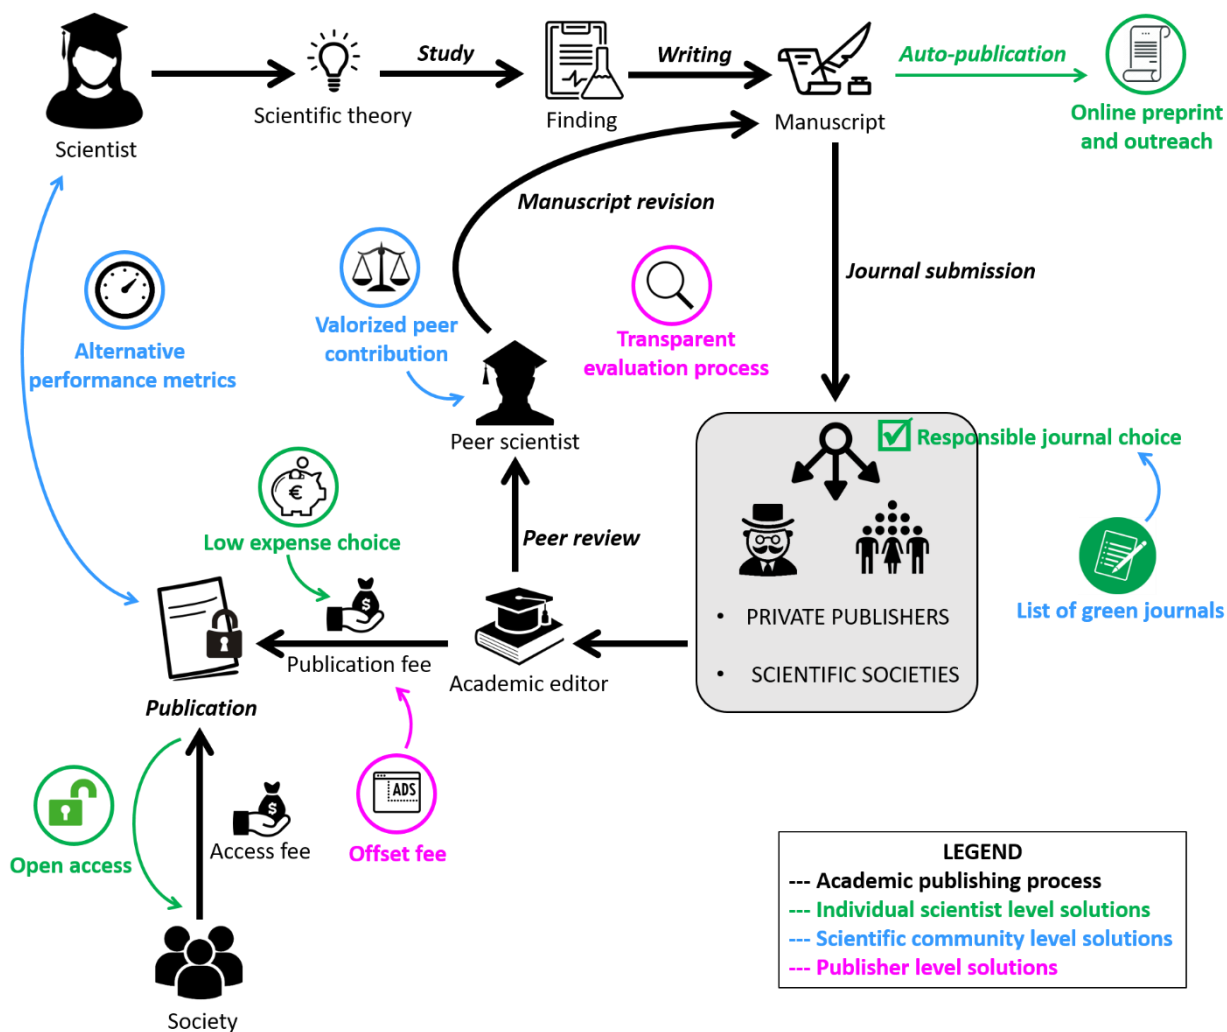 Study
Writing
Auto-publication
Scientific theory
Finding
Manuscript
Online preprint
and outreach
Scientist
Manuscript revision
Journal submission
Alternative
performance metrics
Valorized peer
contribution
Transparent
evaluation process
Peer scientist
Responsible journal choice
Low expense choice
€
Peer review
$
List of green journals
• PRIVATE PUBLISHERS
• SCIENTIFIC SOCIETIES
Publication fee
Academic editor
Publication
ADS
$
Access fee
Open access
Offset fee
LEGEND
--- Academic publishing process
--- Individual scientist level solutions
--- Scientific community level solutions
--- Publisher level solutions
Society